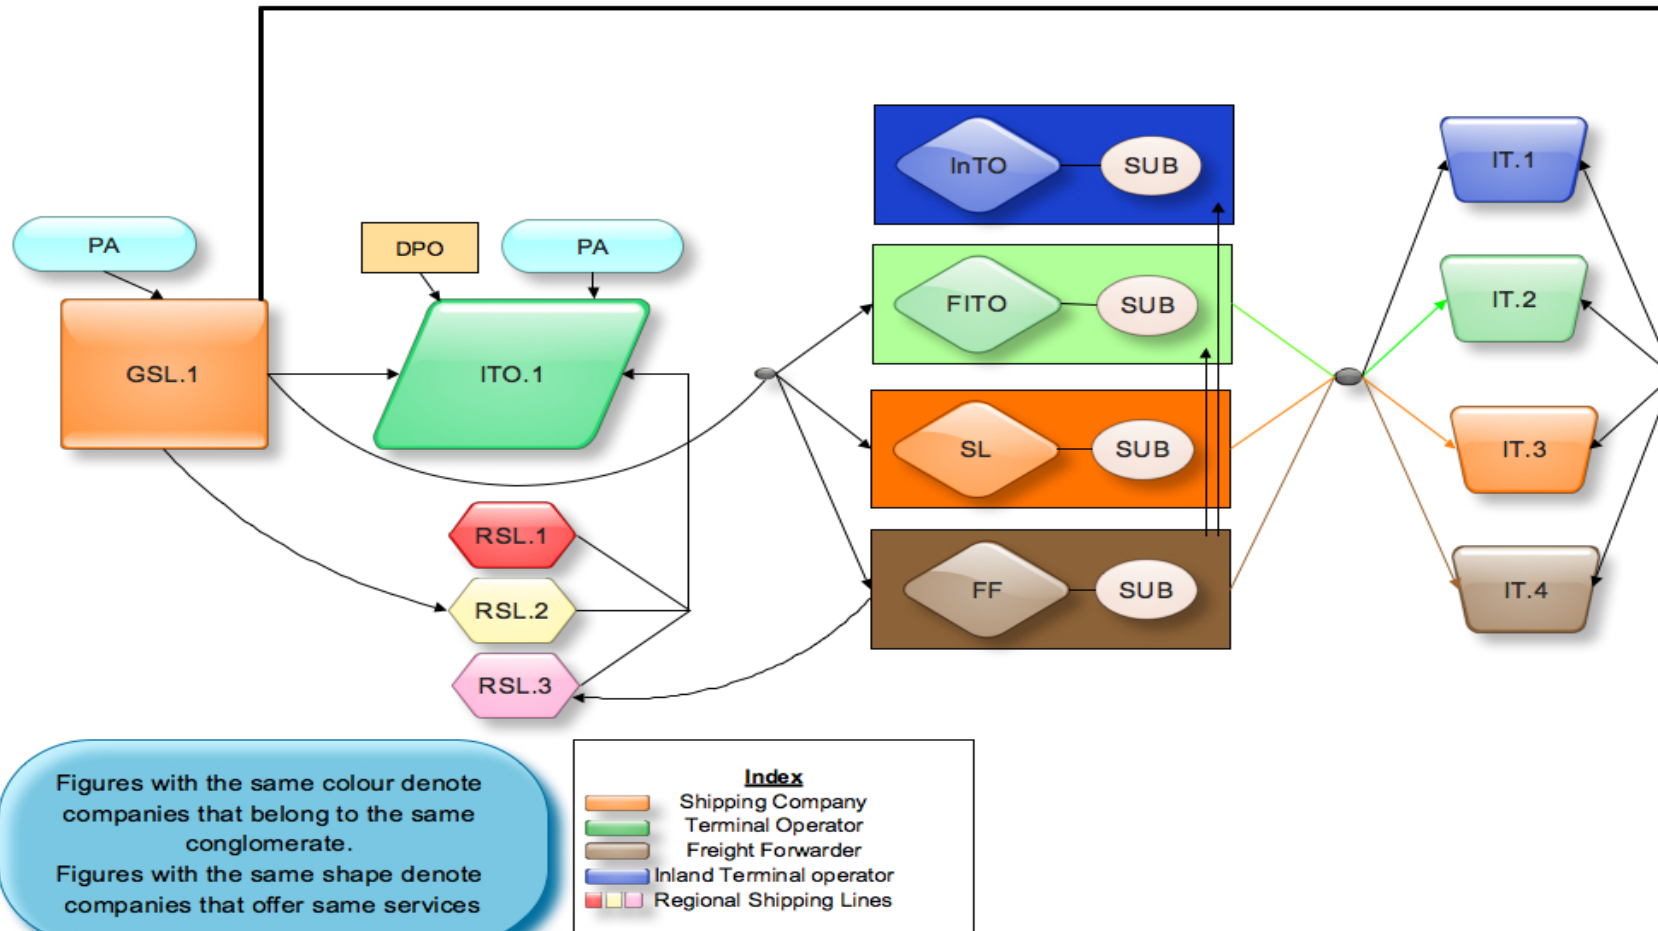 InTO
SUB
IT.1
PA
DPO
PA
FITO
SUB
IT.2
GSL.1
ITO.1
SL
SUB
IT.3
RSL.1
RSL.2
RSL.3
FF
SUB
IT.4
Figures with the same colour denote
companies that belong to the same
conglomerate.
Figures with the same shape denote
companies that offer same services
Index
Shipping Company
Terminal Operator
Freight Forwarder
Inland Terminal operator
Regional Shipping Lines